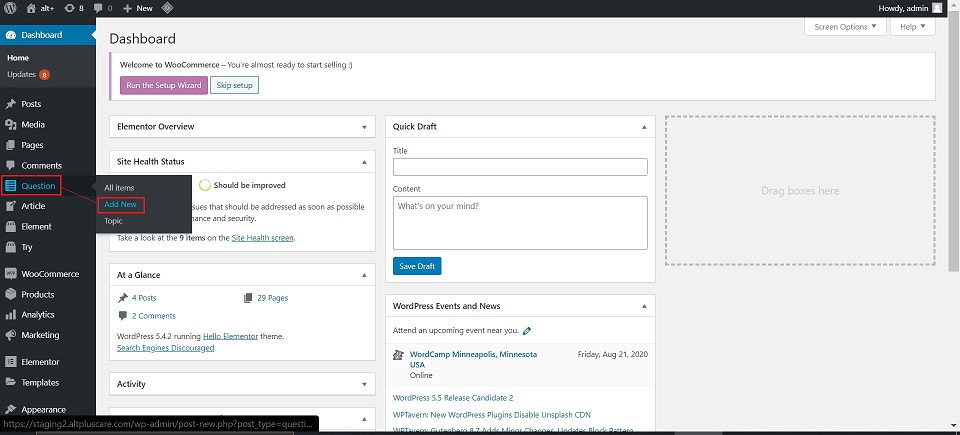 alt+ 8 0 New
Howdy, admin
Dashboard
Home
Updates 8
Posts
Media
Pages
Comments
Question
Article
Element
Try
WooCommerce
Products
Analytics
Marketing
Elementor
Templates
Appearance
All items
Add New
Topic
Dashboard
Screen Options
Help
Welcome to WooCommerce – You're almost ready to start selling :)
Run the Setup Wizard
Skip setup
Elementor Overview
Site Health Status
Should be improved
sues that should be addressed as soon as possible
nance and security.
Take a look at the 9 items on the Site Health screen.
At a Glance
4 Posts
29 Pages
2 Comments
WordPress 5.4.2 running Hello Elementor theme.
Search Engines Discouraged
Activity
Quick Draft
Title
Content
What's on your mind?
Save Draft
WordPress Events and News
Attend an upcoming event near you.
WordCamp Minneapolis, Minnesota
USA
Online
Friday, Aug 21, 2020
WordPress 5.5 Release Candidate 2
WPTavern: New WordPress Plugins Disable Unsplash CDN
WPTavern: Gutenberg 8.7 Adds Minor Changes, Updates Block Pattern
Drag boxes here
https://staging2.altpluscare.com/wp-admin/post-new.php?post_type=questi...